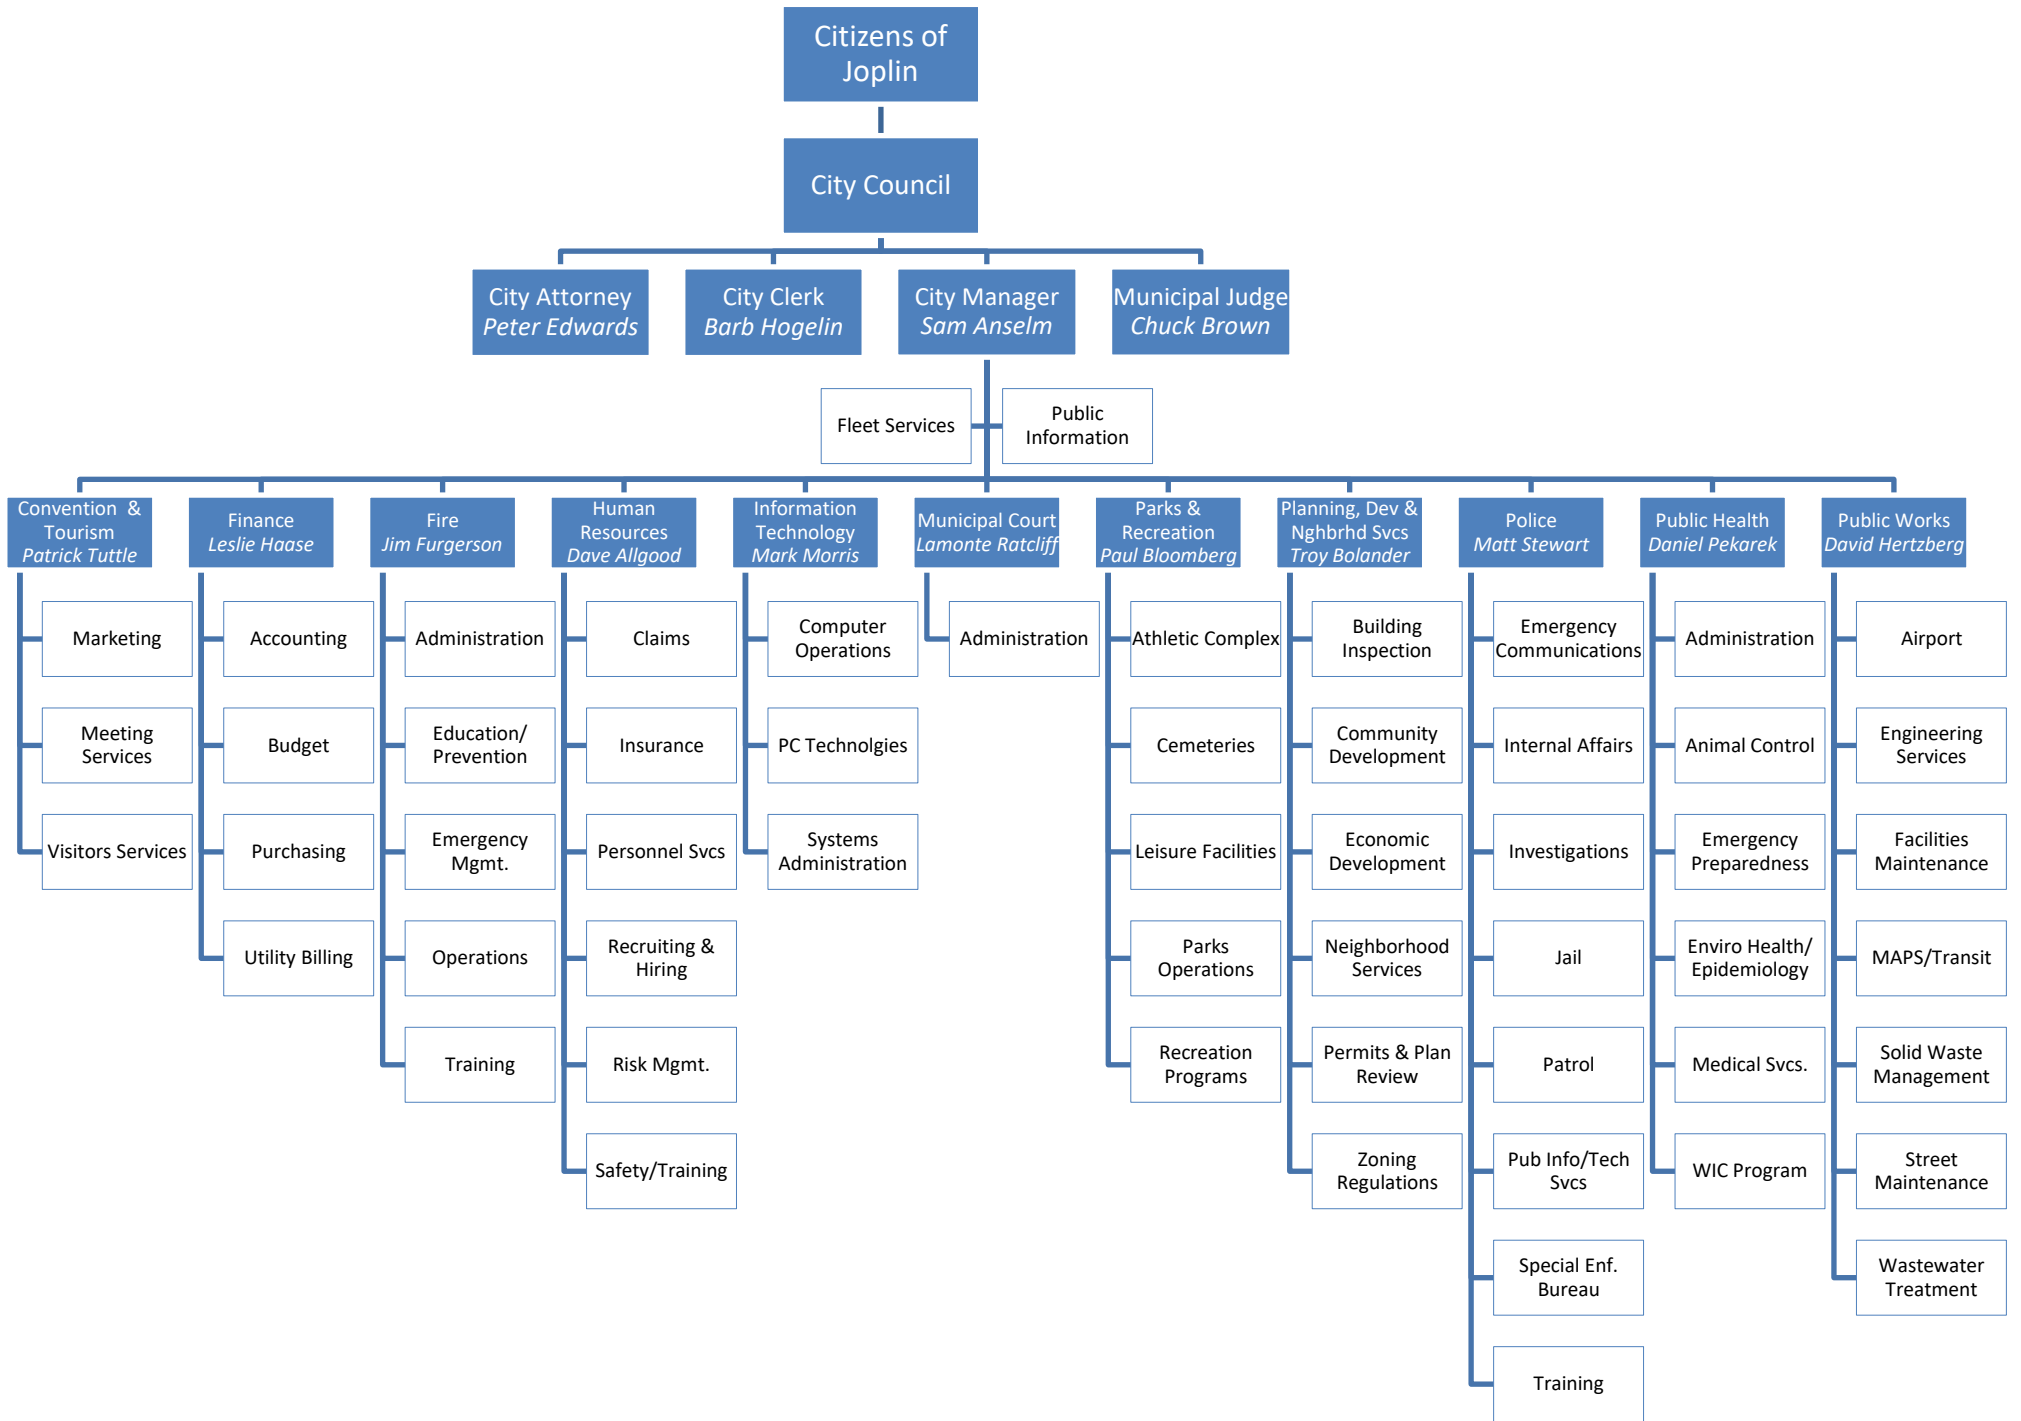 Citizens of
Joplin
City Council
City Attorney
Peter Edwards
City Clerk
Barb Hogelin
City Manager
Sam Anselm
Municipal Judge
Chuck Brown
Fleet Services
Public
Information
Convention &
Tourism
Patrick Tuttle
Marketing
Meeting
Services
Visitors Services
Finance
Leslie Haase
Accounting
Budget
Purchasing
Utility Billing
Fire
Jim Furgerson
Administration
Education/
Prevention
Emergency
Mgmt.
Operations
Training
Human
Resources
Dave Allgood
Claims
Insurance
Personnel Svcs
Recruiting &
Hiring
Risk Mgmt.
Safety/Training
Information
Technology
Mark Morris
Computer
Operations
PC Technolgies
Systems
Administration
Municipal Court
Lamonte Ratcliff
Administration
Parks &
Recreation
Paul Bloomberg
Athletic Complex
Cemeteries
Leisure Facilities
Parks
Operations
Recreation
Programs
Planning, Dev &
Nghbrhd Svcs
Troy Bolander
Building
Inspection
Community
Development
Economic
Development
Neighborhood
Services
Permits & Plan
Review
Zoning
Regulations
Police
Matt Stewart
Emergency
Communications
Internal Affairs
Investigations
Jail
Patrol
Pub Info/Tech
Svcs
Special Enf.
Bureau
Training
Public Health
Daniel Pekarek
Administration
Animal Control
Emergency
Preparedness
Enviro Health/
Epidemiology
Medical Svcs.
WIC Program
Public Works
David Hertzberg
Airport
Engineering
Services
Facilities
Maintenance
MAPS/Transit
Solid Waste
Management
Street
Maintenance
Wastewater
Treatment